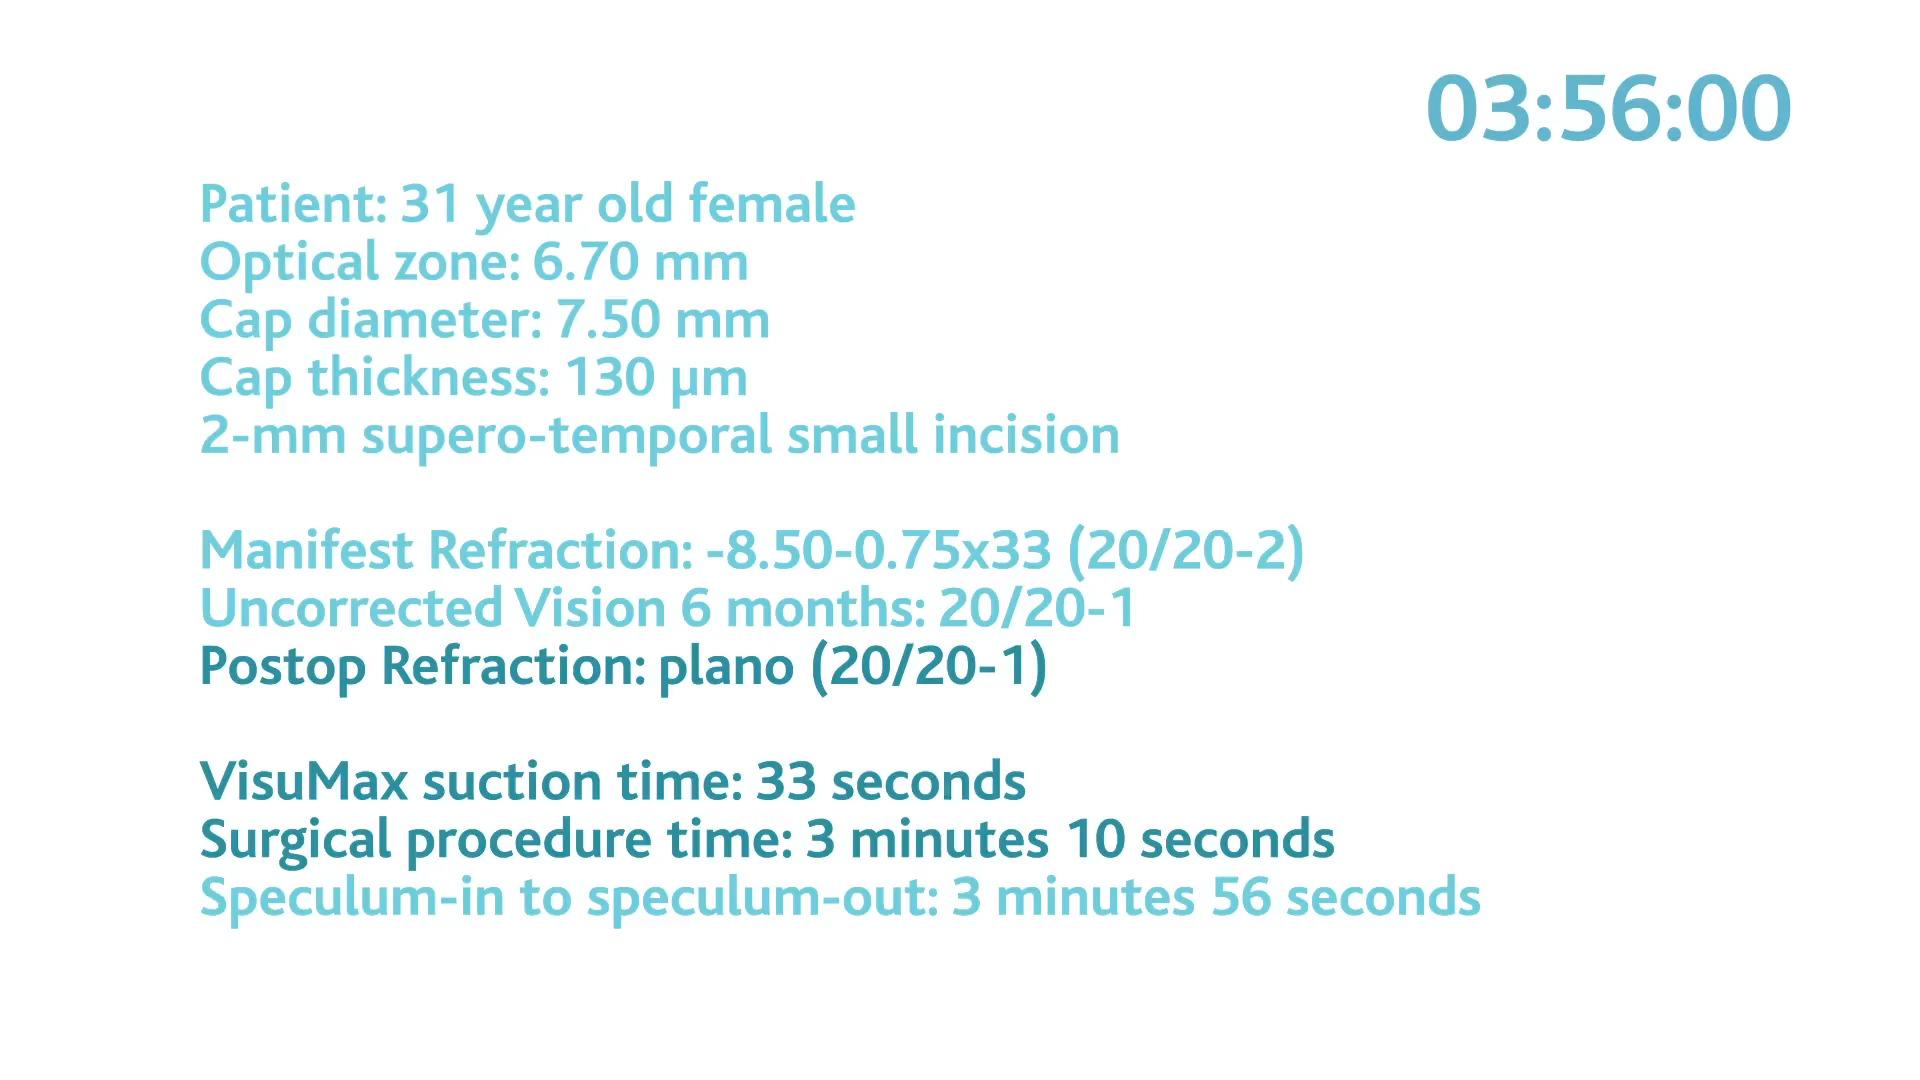 03:56:00
Patient: 31 year old female
Optical zone: 6.70 mm
Cap diameter: 7.50 mm
Cap thickness: 130 µm
2-mm supero-temporal small incision
Manifest Refraction: -8.50-0.75x33 (20/20-2)
Uncorrected Vision 6 months: 20/20-1
Postop Refraction: plano (20/20-1)
VisuMax suction time: 33 seconds
Surgical procedure time: 3 minutes 10 seconds
Speculum-in to speculum-out: 3 minutes 56 seconds